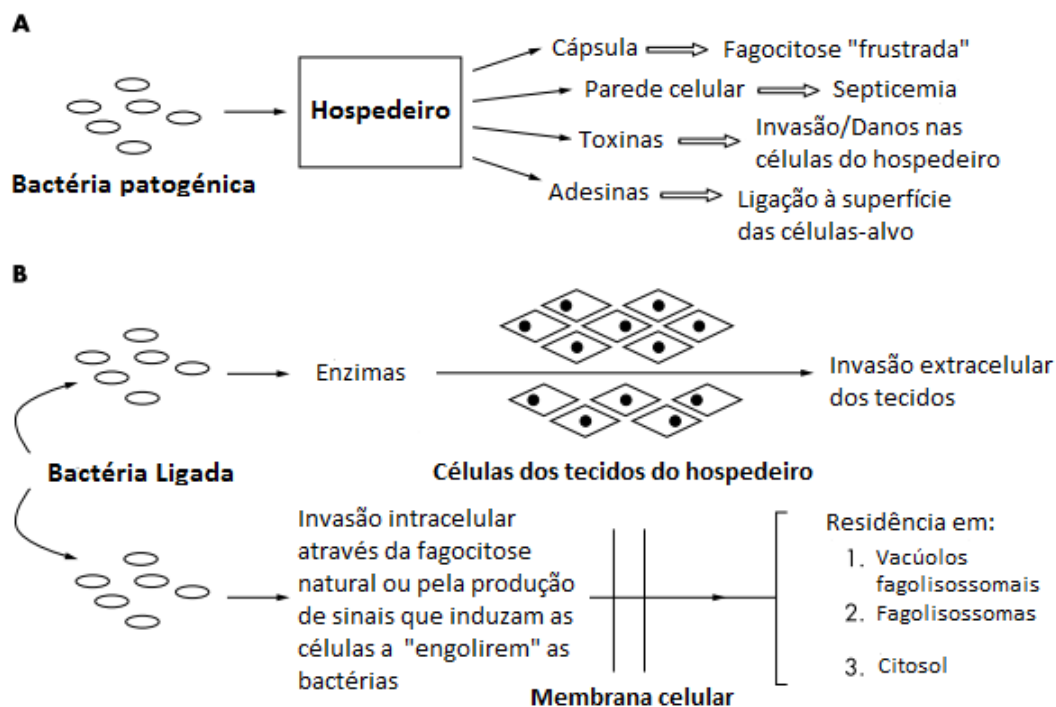 A
Bactéria patogénica
Hospedeiro
Cápsula
Fagocitose "frustrada"
Parede celular
Septicemia
Toxinas
Invasão/Danos nas
células do hospedeiro
Adesinas
Ligação à superfície
das células-alvo
B
Bactéria Ligada
Enzimas
Células dos tecidos do hospedeiro
Invasão extracelular
dos tecidos
Invasão intracelular
através da fagocitose
natural ou pela produção
de sinais que induzam as
células a "engolirem" as
bactérias
Membrana celular
Residência em:
1. Vacúolos
fagolisossomais
2. Fagolisossomas
3. Citosol